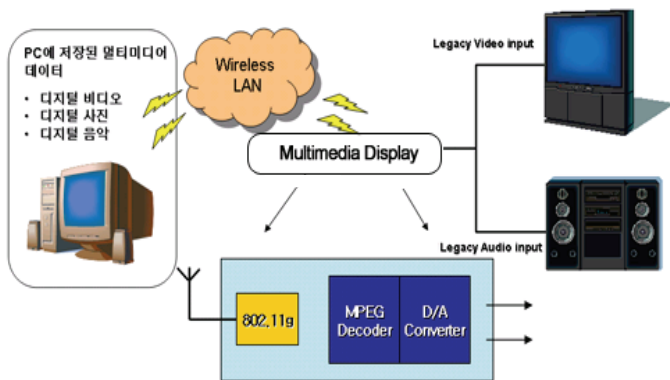 PC에 저장된 멀티미디어
데이터
• 디지털 비디오
• 디지털 사진
• 디지털 음악
Wireless
LAN
Legacy Video input
Multimedia Display
Legacy Audio input
802.11g
MPEG
Decoder
D/A
Converter